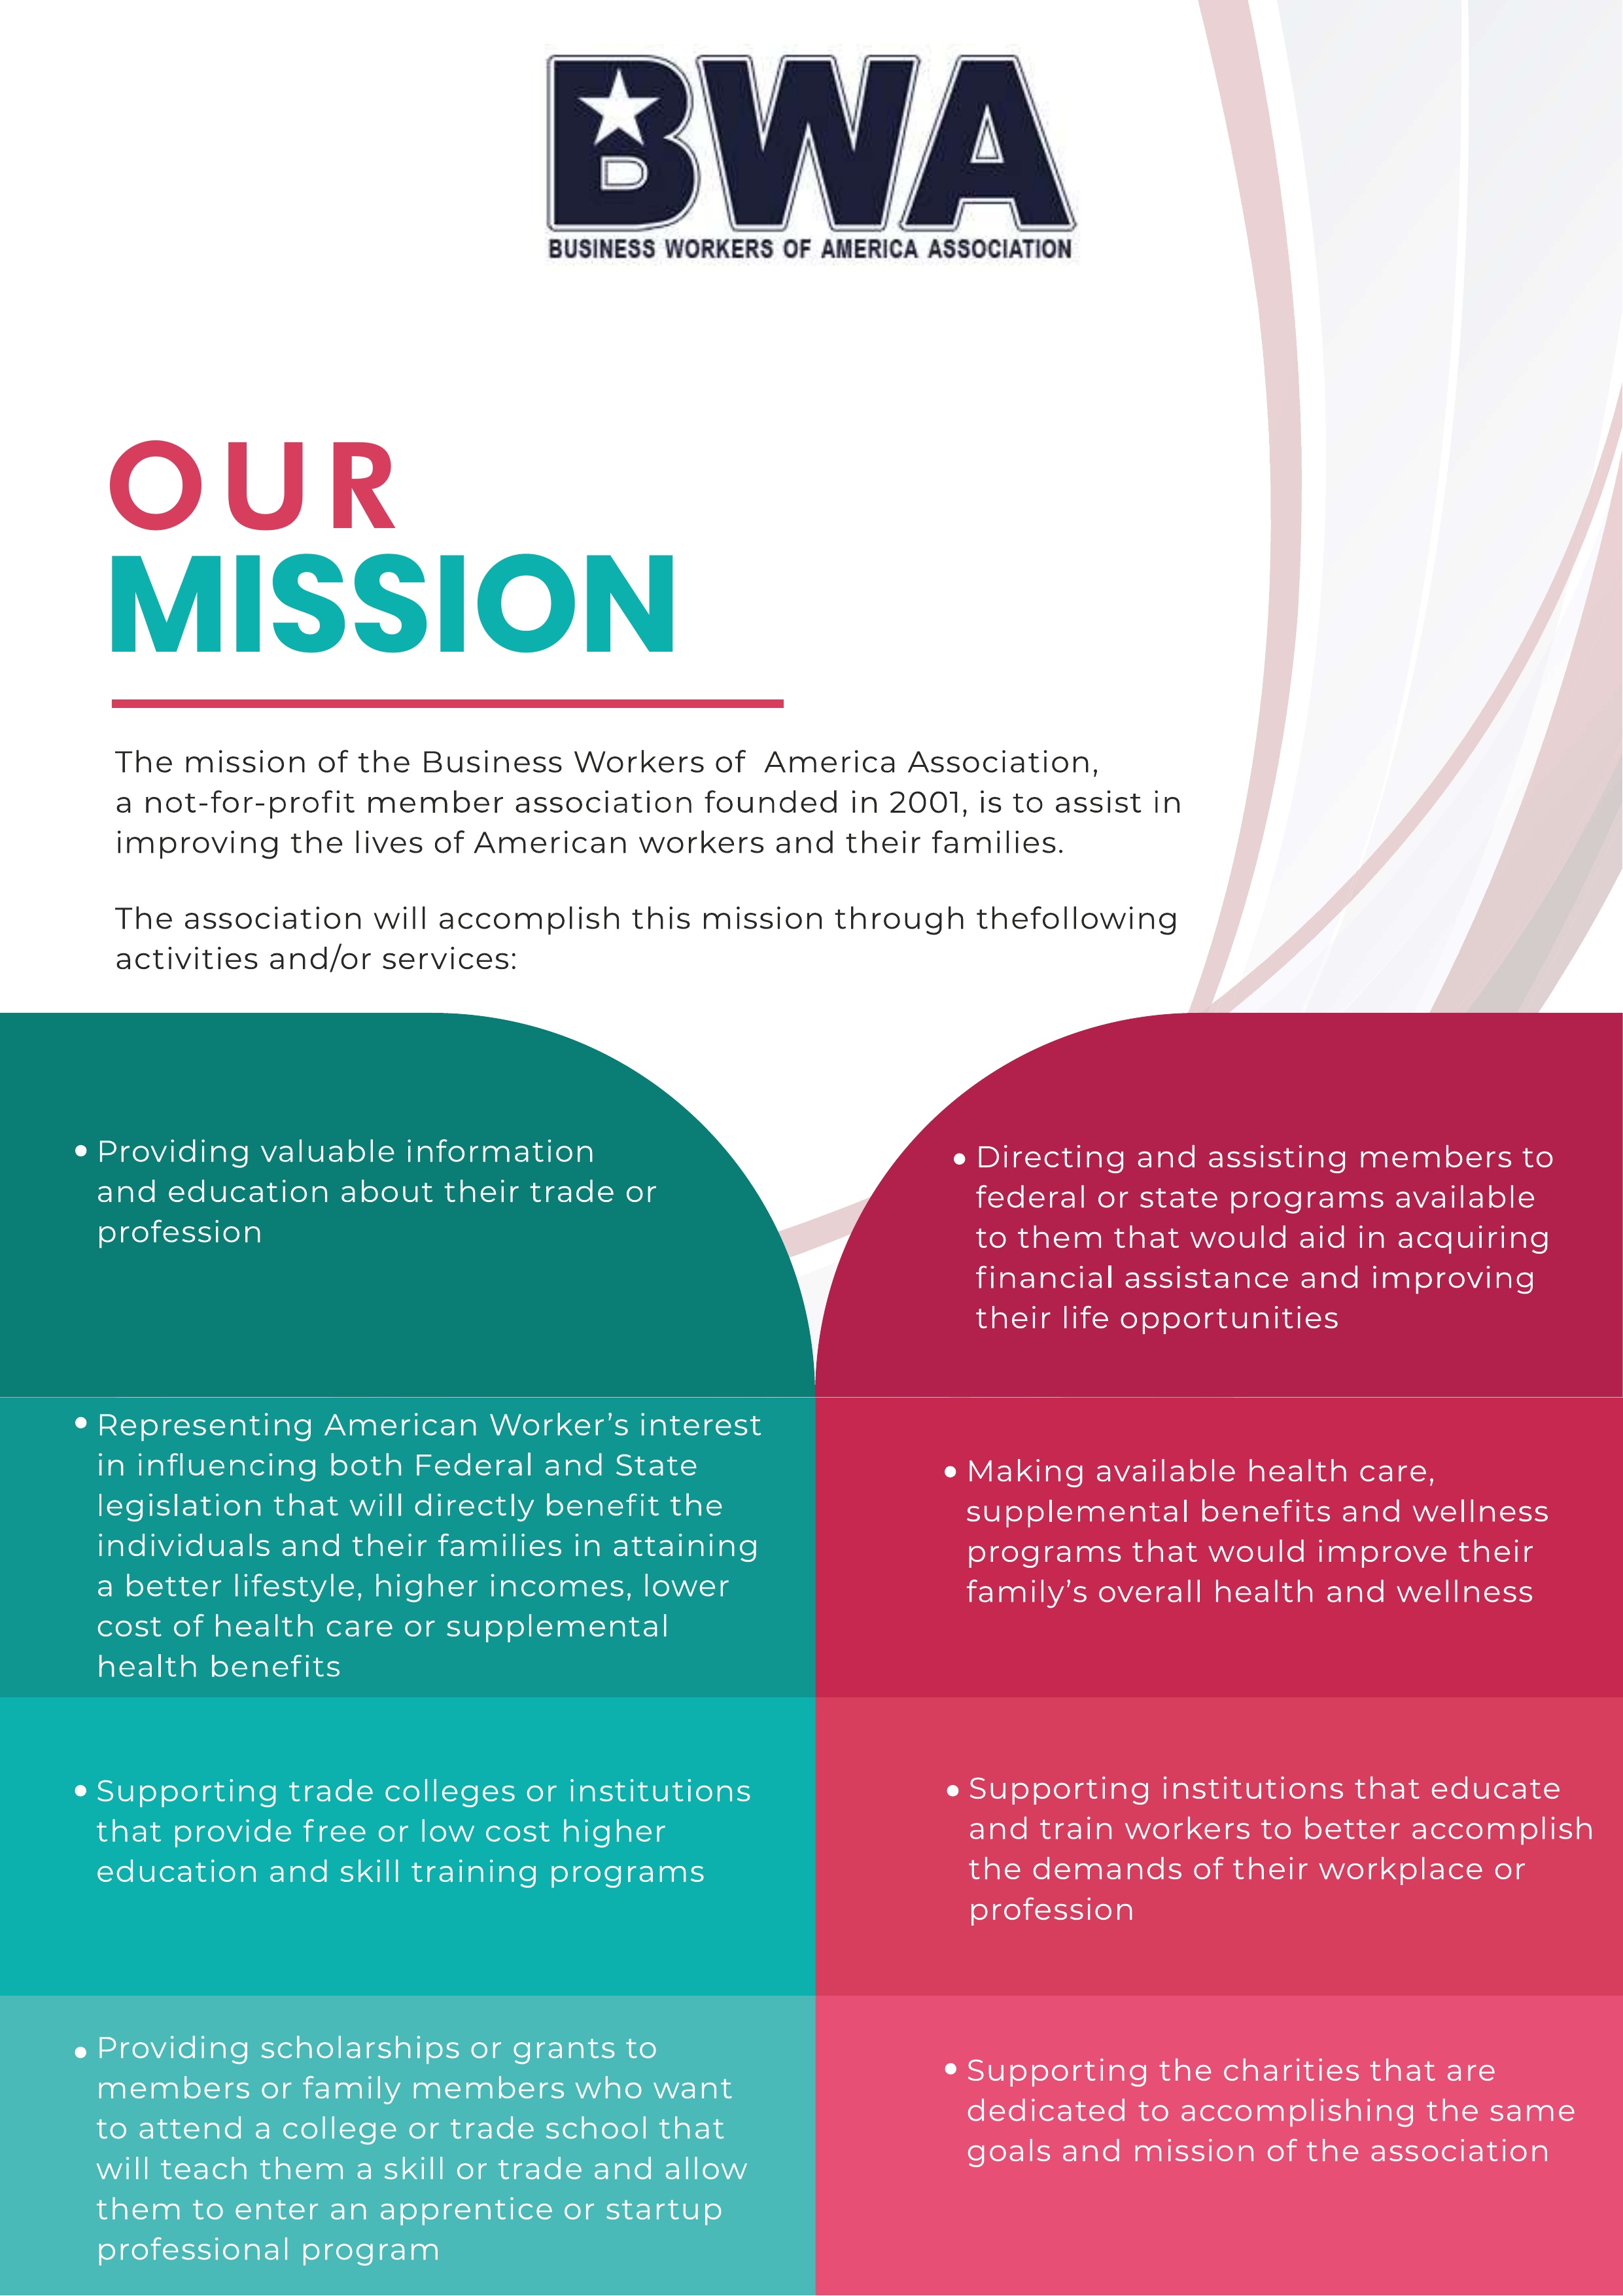 BWA
BUSINESS WORKERS OF AMERICA ASSOCIATION
OUR
MISSION
The mission of the Business Workers of  America Association,
a not-for-profit member association founded in 2001, is to assist in
improving the lives of American workers and their families.
The association will accomplish this mission through thefollowing
activities and/or services:
• Providing valuable information
and education about their trade or
profession
• Representing American Worker’s interest
in influencing both Federal and State
legislation that will directly benefit the
individuals and their families in attaining
a better lifestyle, higher incomes, lower
cost of health care or supplemental
health benefits
• Supporting trade colleges or institutions
that provide free or low cost higher
education and skill training programs
• Providing scholarships or grants to
members or family members who want
to attend a college or trade school that
will teach them a skill or trade and allow
them to enter an apprentice or startup
professional program
• Directing and assisting members to
federal or state programs available
to them that would aid in acquiring
financial assistance and improving
their life opportunities
• Making available health care,
supplemental benefits and wellness
programs that would improve their
family’s overall health and wellness
• Supporting institutions that educate
and train workers to better accomplish
the demands of their workplace or
profession
• Supporting the charities that are
dedicated to accomplishing the same
goals and mission of the association